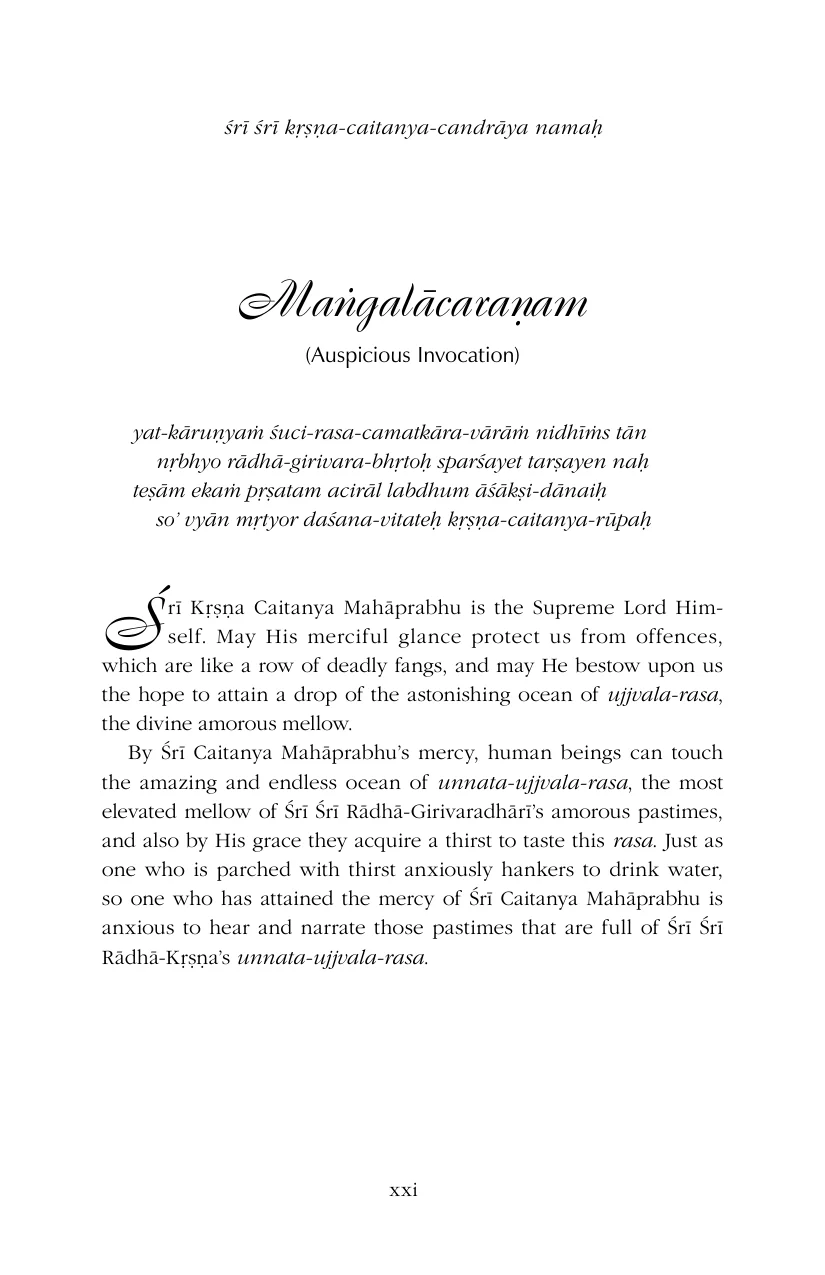 śrī śrī kṛṣṇa-caitanya-candrāya namaḥ
Maṅgalācaraṇam
(Auspicious Invocation)
yat-kāruṇyaṁ śuci-rasa-camatkāra-vārāṁ nidhīṁs tān
nṛbhyo rādhā-girivara-bhṛtoḥ sparśayet tarṣayen naḥ
teṣām ekaṁ pṛṣatam acirāl labdhum āśākṣi-dānaiḥ
so’ vyān mṛtyor daśana-vitateḥ kṛṣṇa-caitanya-rūpaḥ
Śrī Kṛṣṇa Caitanya Mahāprabhu is the Supreme Lord Him-
self. May His merciful glance protect us from offences,
which are like a row of deadly fangs, and may He bestow upon us
the hope to attain a drop of the astonishing ocean of ujjvala-rasa,
the divine amorous mellow.
By Śrī Caitanya Mahāprabhu’s mercy, human beings can touch
the amazing and endless ocean of unnata-ujjvala-rasa, the most
elevated mellow of Śrī Śrī Rādhā-Girivaradhārī’s amorous pastimes,
and also by His grace they acquire a thirst to taste this rasa. Just as
one who is parched with thirst anxiously hankers to drink water,
so one who has attained the mercy of Śrī Caitanya Mahāprabhu is
anxious to hear and narrate those pastimes that are full of Śrī Śrī
Rādhā-Kṛṣṇa’s unnata-ujjvala-rasa.
xxi